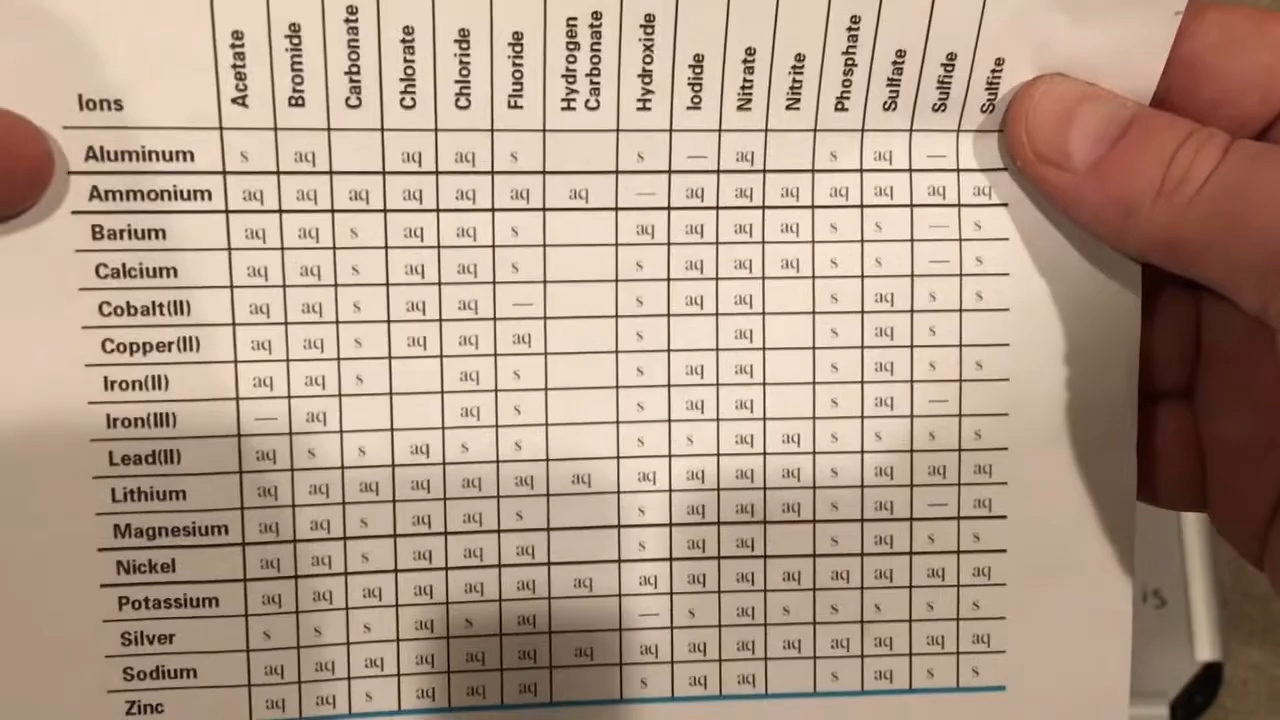 Ions Acetate Bromide Carbonate Chlorate Chloride Fluoride Hydrogen Carbonate Hydroxide Iodide Nitrate Nitrite Phosphate Sulfate Sulfide Sulfite
Aluminum s aq aq aq s s — aq s aq —
Ammonium aq aq aq aq aq aq aq — aq aq aq aq aq aq aq
Barium aq aq s aq aq s aq aq aq aq s s — s
Calcium aq aq s aq aq s s aq aq aq s s — s
Cobalt(II) aq aq s aq aq — s aq aq s aq s s
Copper(II) aq aq s aq aq aq s aq s aq s
Iron(II) aq aq s aq s s aq aq s aq s s
Iron(III) — aq aq s s aq aq s aq —
Lead(II) aq s s aq s s s s aq aq s s s s
Lithium aq aq aq aq aq aq aq aq aq aq aq s aq aq aq
Magnesium aq aq s aq aq s s aq aq aq s aq — aq
Nickel aq aq s aq aq aq s aq aq s aq s s
Potassium aq aq aq aq aq aq aq aq aq aq aq aq aq aq aq
Silver s s s aq s aq — s aq s s s s s
Sodium aq aq aq aq aq aq aq aq aq aq aq aq aq aq aq
Zinc aq aq s aq aq aq s aq aq s aq s s